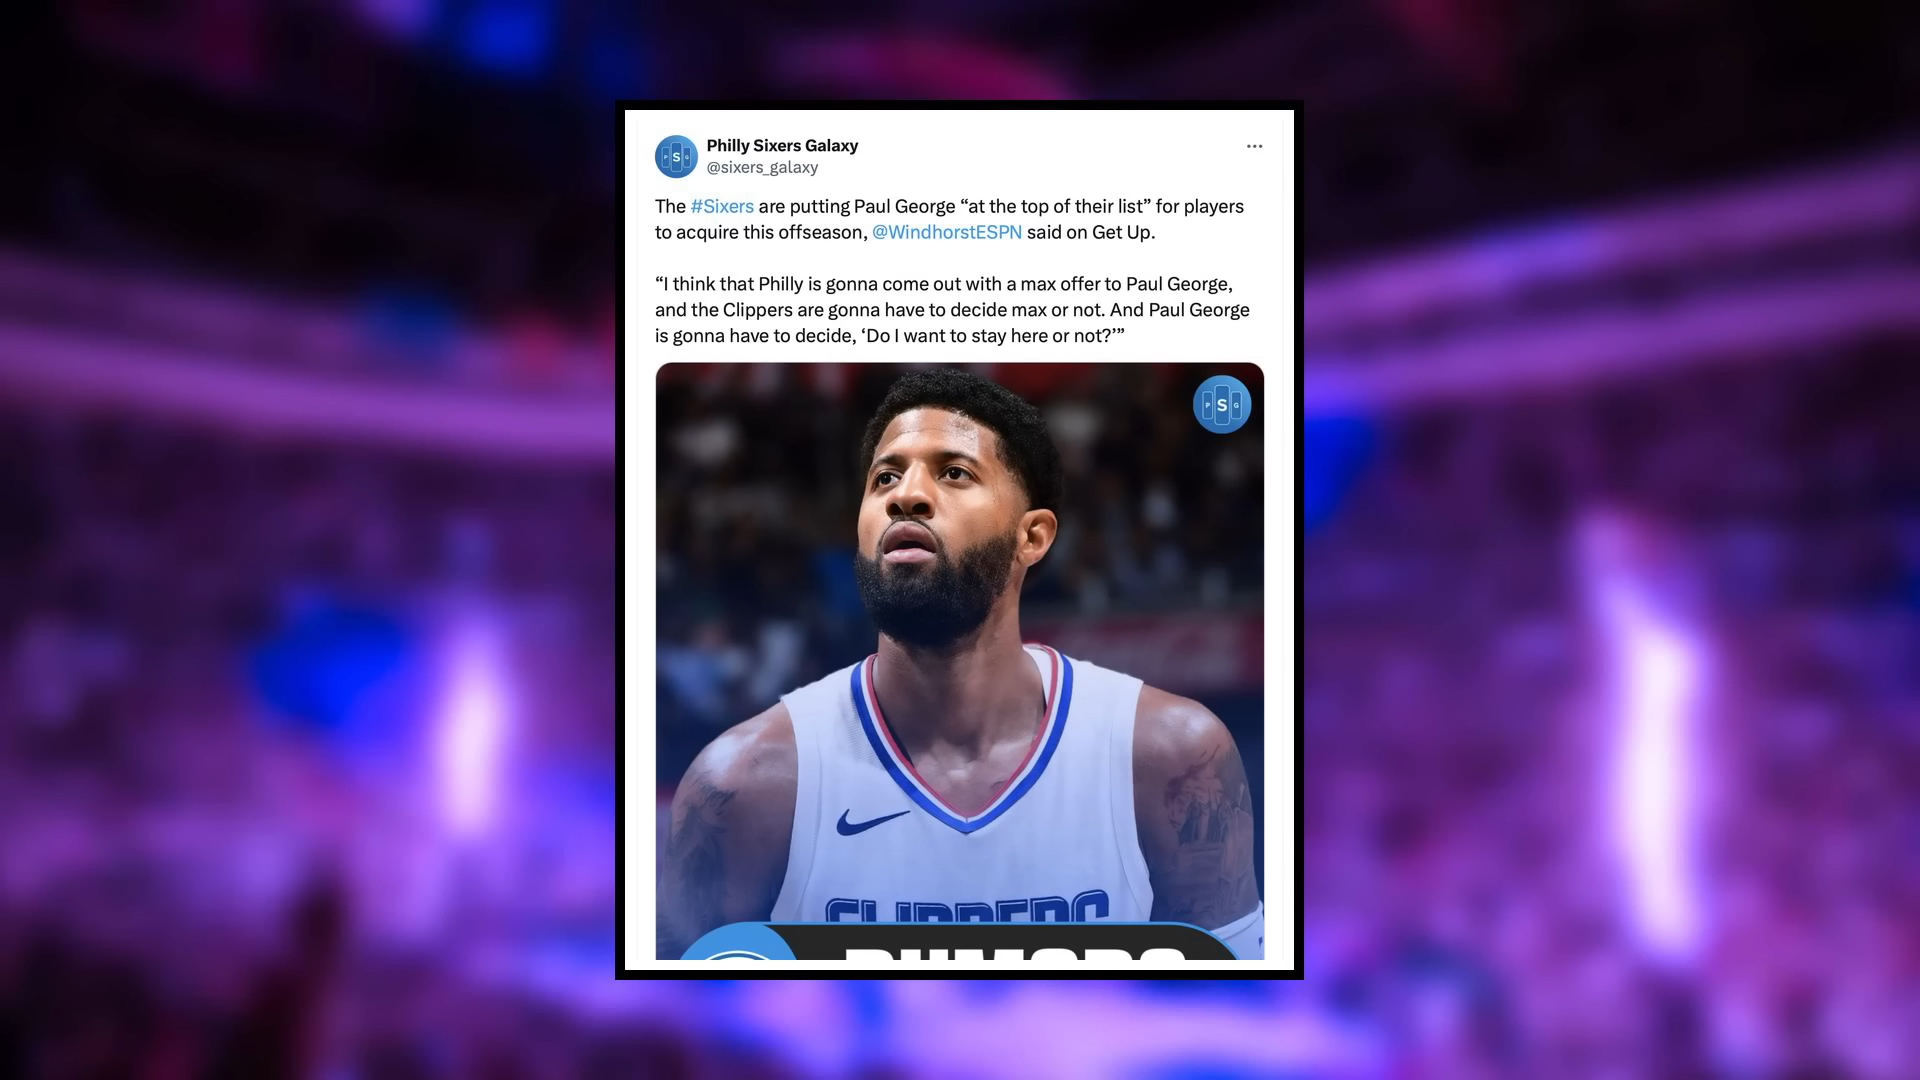 Philly Sixers Galaxy
@sixers_galaxy
The #Sixers are putting Paul George “at the top of their list” for players
to acquire this offseason, @WindhorstESPN said on Get Up.
“I think that Philly is gonna come out with a max offer to Paul George,
and the Clippers are gonna have to decide max or not. And Paul George
is gonna have to decide, ‘Do I want to stay here or not?’”
P S G
P S G
CLIPPERS
RUMORS